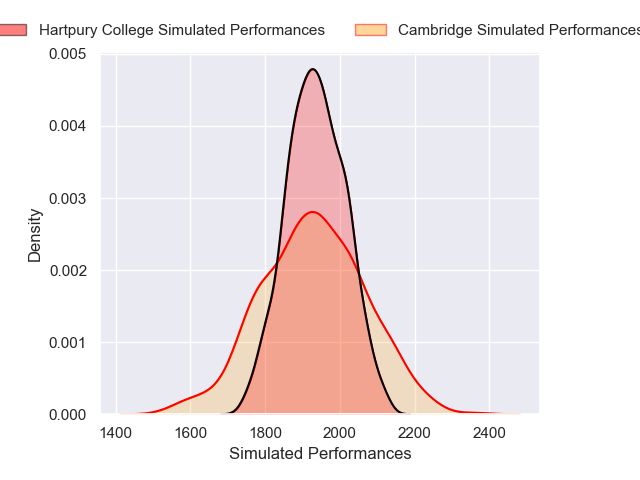 Hartpury College Simulated Performances Cambridge Simulated Performances
0.005
0.004
0.003
0.002
0.001
0.000
Density
1400 1600 1800 2000 2200 2400
Simulated Performances